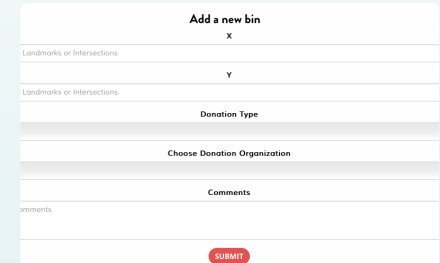 Add a new bin
X
Landmarks or Intersections
Y
Landmarks or Intersections
Donation Type
Choose Donation Organization
Comments
omments
SUBMIT